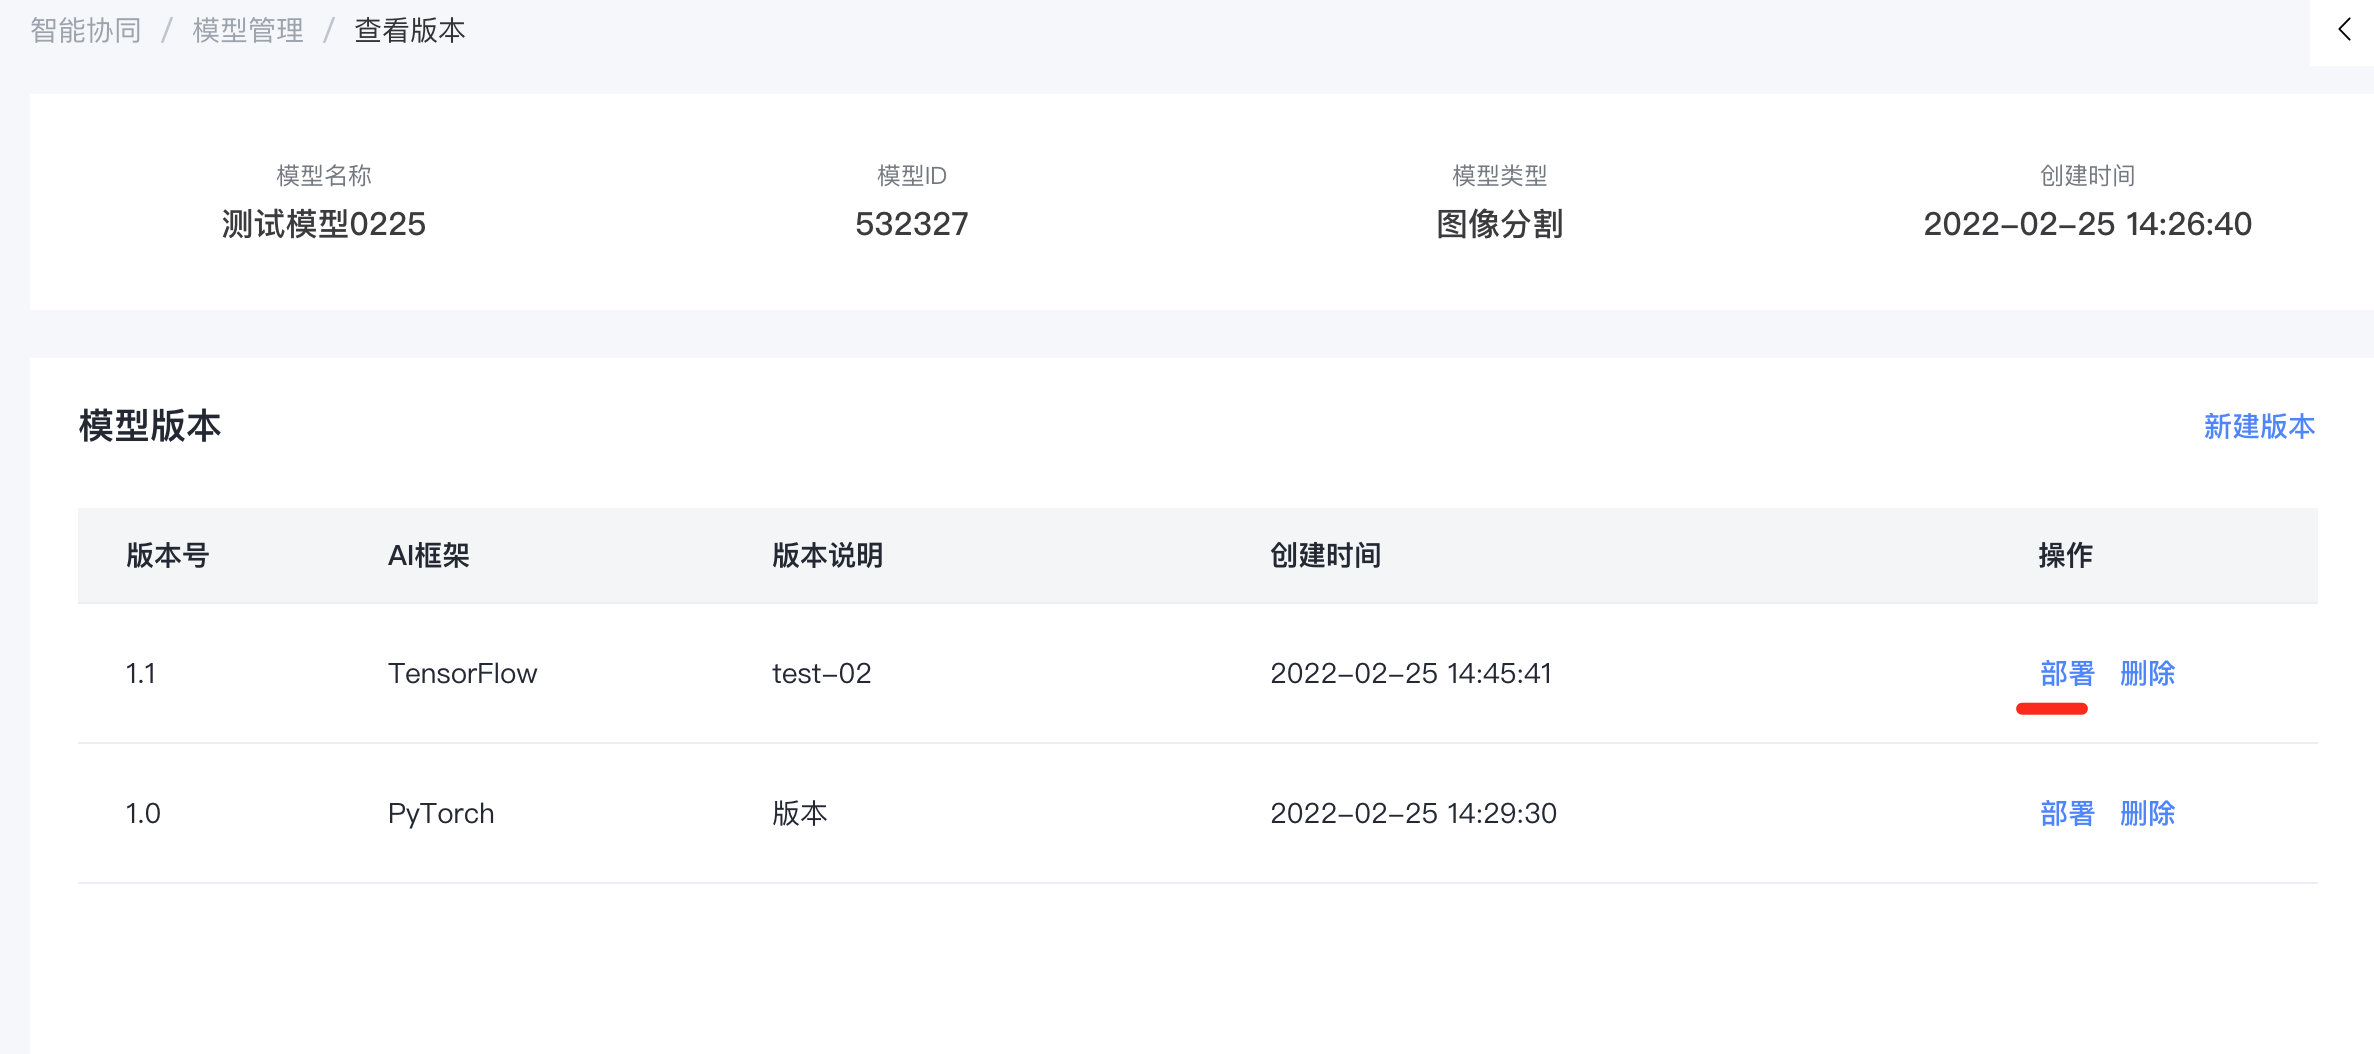 智能协同 / 模型管理 / 查看版本
模型名称 模型ID 模型类型 创建时间
测试模型0225 532327 图像分割 2022-02-25 14:26:40
模型版本 新建版本
版本号 AI框架 版本说明 创建时间 操作
1.1 TensorFlow test-02 2022-02-25 14:45:41 部署 删除
1.0 PyTorch 版本 2022-02-25 14:29:30 部署 删除